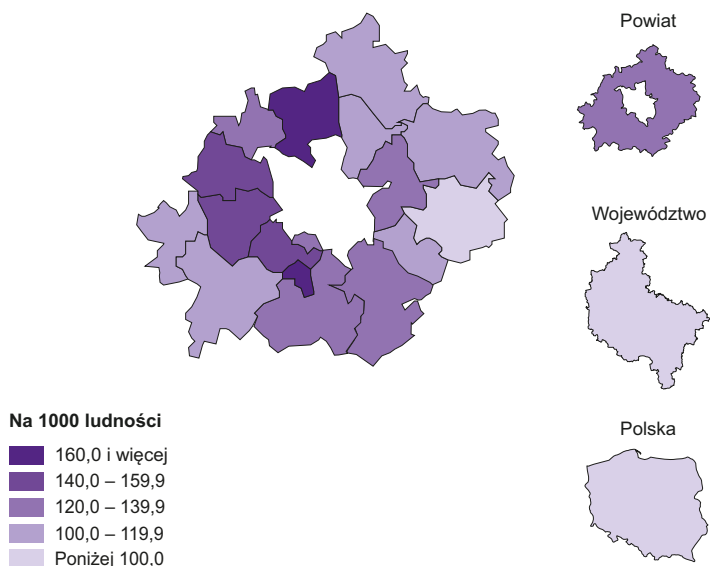 Powiat
Województwo
Polska
Na 1000 ludności
160,0 i więcej
140,0 – 159,9
120,0 – 139,9
100,0 – 119,9
Poniżej 100,0